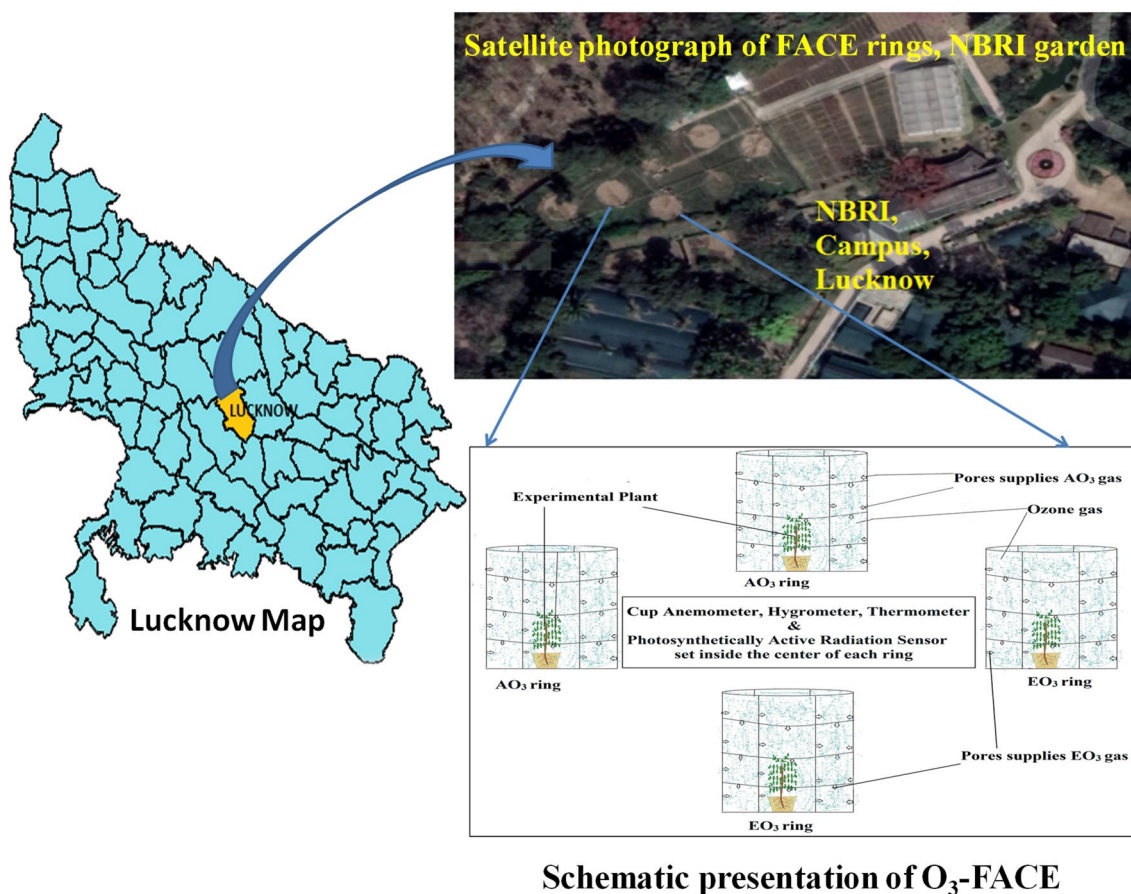 Satellite photograph of FACE rings, NBRI garden
NBRI,
Campus,
Lucknow
LUCKNOW
Lucknow Map
Experimental Plant
Pores supplies AO₃ gas
Ozone gas
AO₃ ring
Cup Anemometer, Hygrometer, Thermometer
&
Photosynthetically Active Radiation Sensor
set inside the center of each ring
AO₃ ring
EO₃ ring
Pores supplies EO₃ gas
EO₃ ring
Schematic presentation of O₃-FACE